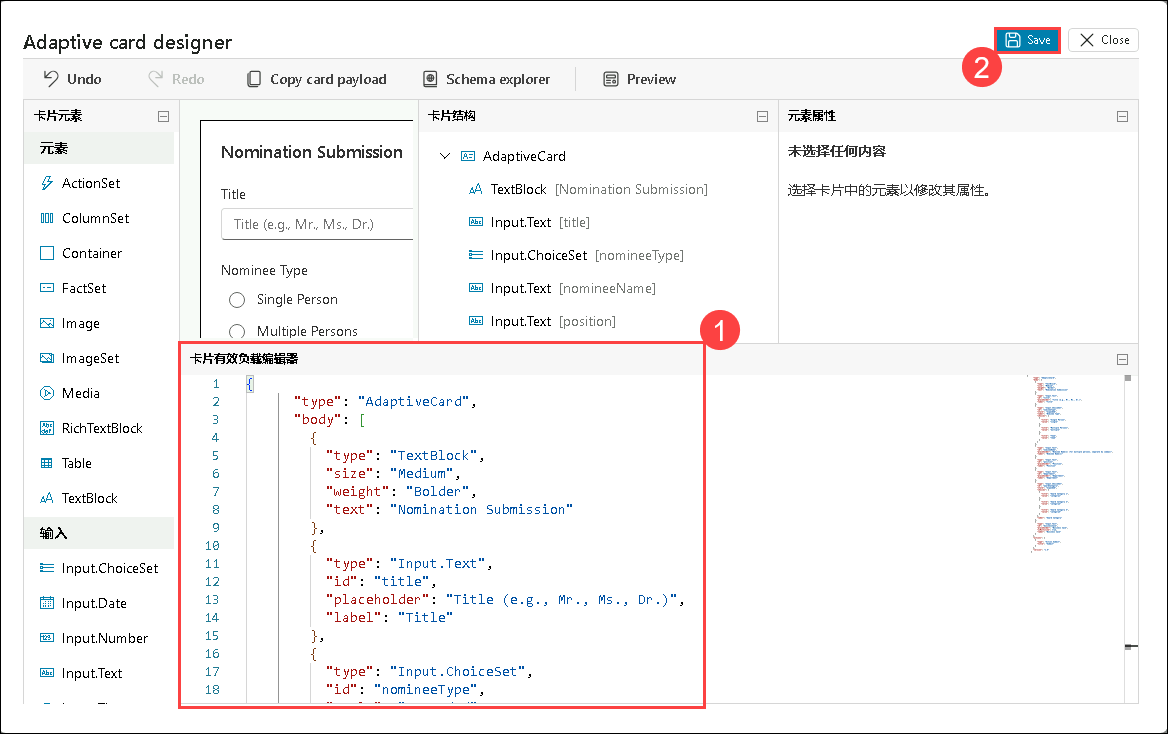 Adaptive card designer
Save
Close
2
Undo
Redo
Copy card payload
Schema explorer
Preview
卡片元素
元素
ActionSet
ColumnSet
Container
FactSet
Image
ImageSet
Media
RichTextBlock
Table
TextBlock
输入
Input.ChoiceSet
Input.Date
Input.Number
Input.Text
Nomination Submission
Title
Title (e.g., Mr., Ms., Dr.)
Nominee Type
Single Person
Multiple Persons
卡片结构
AdaptiveCard
TextBlock [Nomination Submission]
Input.Text [title]
Input.ChoiceSet [nomineeType]
Input.Text [nomineeName]
Input.Text [position]
元素属性
未选择任何内容
选择卡片中的元素以修改其属性。
1
卡片有效负载编辑器
1 {
2 "type": "AdaptiveCard",
3 "body": [
4 {
5 "type": "TextBlock",
6 "size": "Medium",
7 "weight": "Bolder",
8 "text": "Nomination Submission"
9 },
10 {
11 "type": "Input.Text",
12 "id": "title",
13 "placeholder": "Title (e.g., Mr., Ms., Dr.)",
14 "label": "Title"
15 },
16 {
17 "type": "Input.ChoiceSet",
18 "id": "nomineeType",